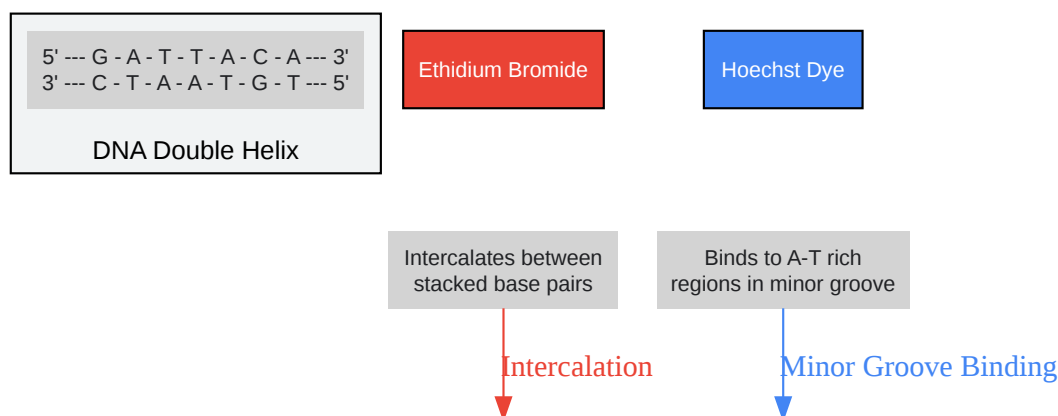 5' --- G - A - T - T - A - C - A --- 3'
3' --- C - T - A - A - T - G - T --- 5'
DNA Double Helix
Ethidium Bromide
Hoechst Dye
Intercalates between
stacked base pairs
Binds to A-T rich
regions in minor groove
Intercalation
Minor Groove Binding